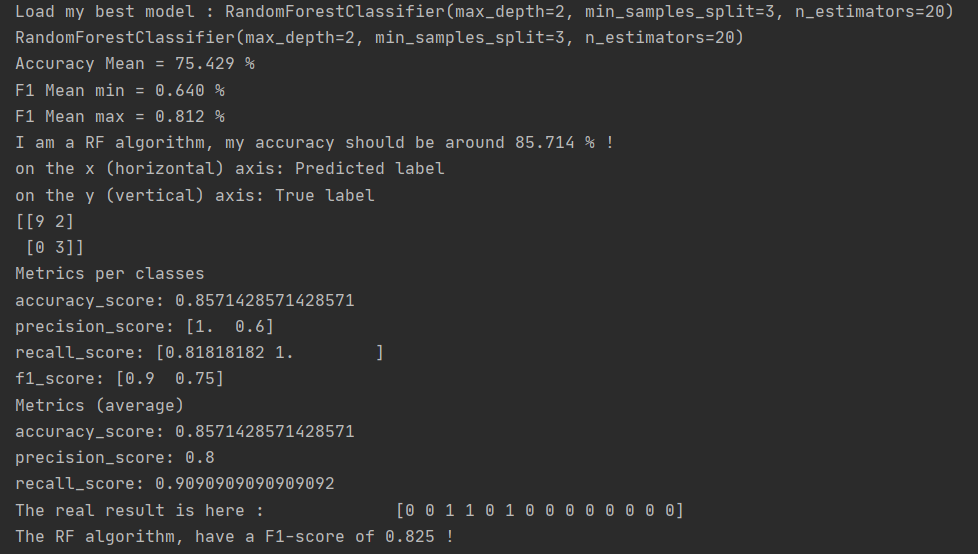 Load my best model : RandomForestClassifier(max_depth=2, min_samples_split=3, n_estimators=20)
RandomForestClassifier(max_depth=2, min_samples_split=3, n_estimators=20)
Accuracy Mean = 75.429 %
F1 Mean min = 0.640 %
F1 Mean max = 0.812 %
I am a RF algorithm, my accuracy should be around 85.714 % !
on the x (horizontal) axis: Predicted label
on the y (vertical) axis: True label
[[9 2]
 [0 3]]
Metrics per classes
accuracy_score: 0.8571428571428571
precision_score: [1.  0.6]
recall_score: [0.81818182 1.        ]
f1_score: [0.9  0.75]
Metrics (average)
accuracy_score: 0.8571428571428571
precision_score: 0.8
recall_score: 0.9090909090909092
The real result is here :             [0 0 1 1 0 1 0 0 0 0 0 0 0 0]
The RF algorithm, have a F1-score of 0.825 !